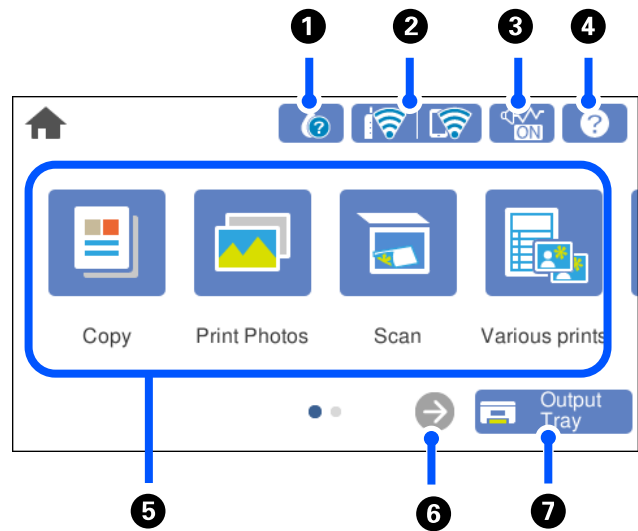 1 2 3 4
? ON ?
Copy Print Photos Scan Various prints
Output
Tray
5 6 7